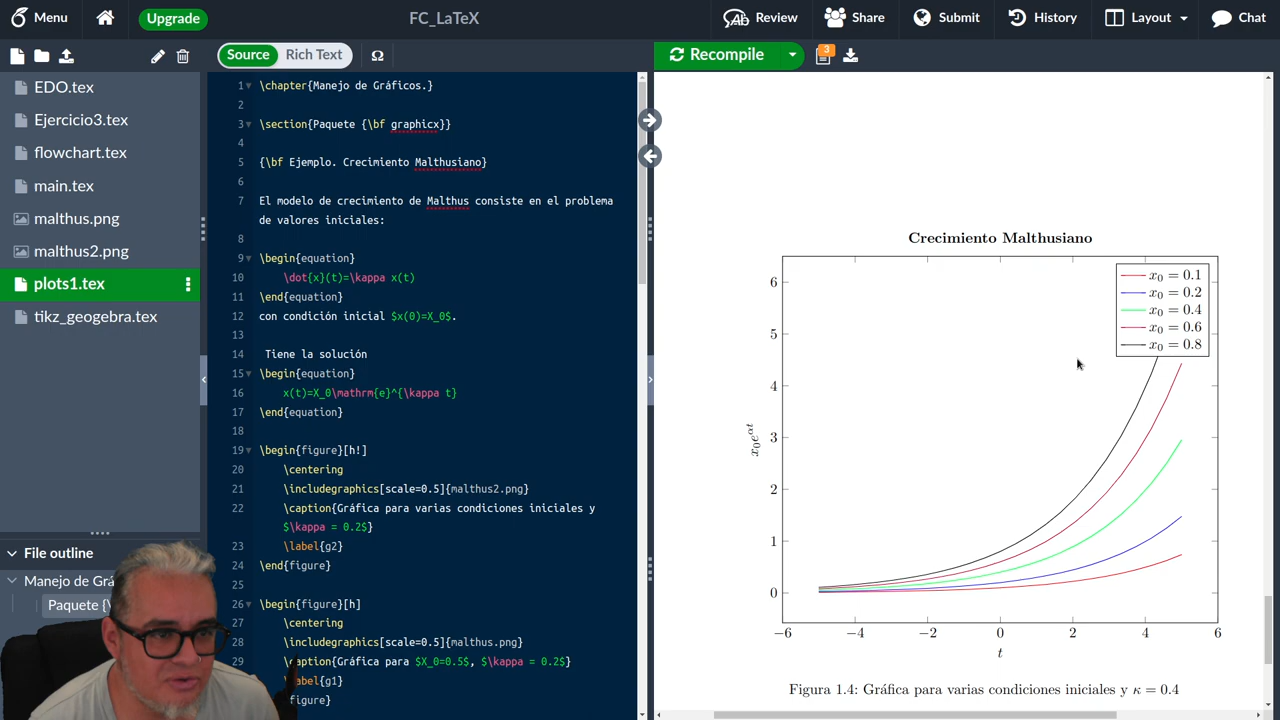 Menu
Upgrade
FC_LaTeX
Review
Share
Submit
History
Layout
Chat
Source
Rich Text
Ω
Recompile
3
EDO.tex
Ejercicio3.tex
flowchart.tex
main.tex
malthus.png
malthus2.png
plots1.tex
tikz_geogebra.tex
File outline
Manejo de Grá
Paquete {\
1 \chapter{Manejo de Gráficos.}
2
3 \section{Paquete {\bf graphicx}}
4
5 {\bf Ejemplo. Crecimiento Malthusiano}
6
7 El modelo de crecimiento de Malthus consiste en el problema
de valores iniciales:
8
9 \begin{equation}
10 \dot{x}(t)=\kappa x(t)
11 \end{equation}
12 con condición inicial $x(0)=X_0$.
13
14 Tiene la solución
15 \begin{equation}
16 x(t)=X_0\mathrm{e}^{\kappa t}
17 \end{equation}
18
19 \begin{figure}[h!]
20 \centering
21 \includegraphics[scale=0.5]{malthus2.png}
22 \caption{Gráfica para varias condiciones iniciales y
$\kappa = 0.2$}
23 \label{g2}
24 \end{figure}
25
26 \begin{figure}[h]
27 \centering
28 \includegraphics[scale=0.5]{malthus.png}
29 \caption{Gráfica para $X_0=0.5$, $\kappa = 0.2$}
label{g1}
figure}
Crecimiento Malthusiano
x₀ = 0.1
x₀ = 0.2
x₀ = 0.4
x₀ = 0.6
x₀ = 0.8
6
5
4
3
2
1
0
x₀e^{αt}
−6 −4 −2 0 2 4 6
t
Figura 1.4: Gráfica para varias condiciones iniciales y κ = 0.4